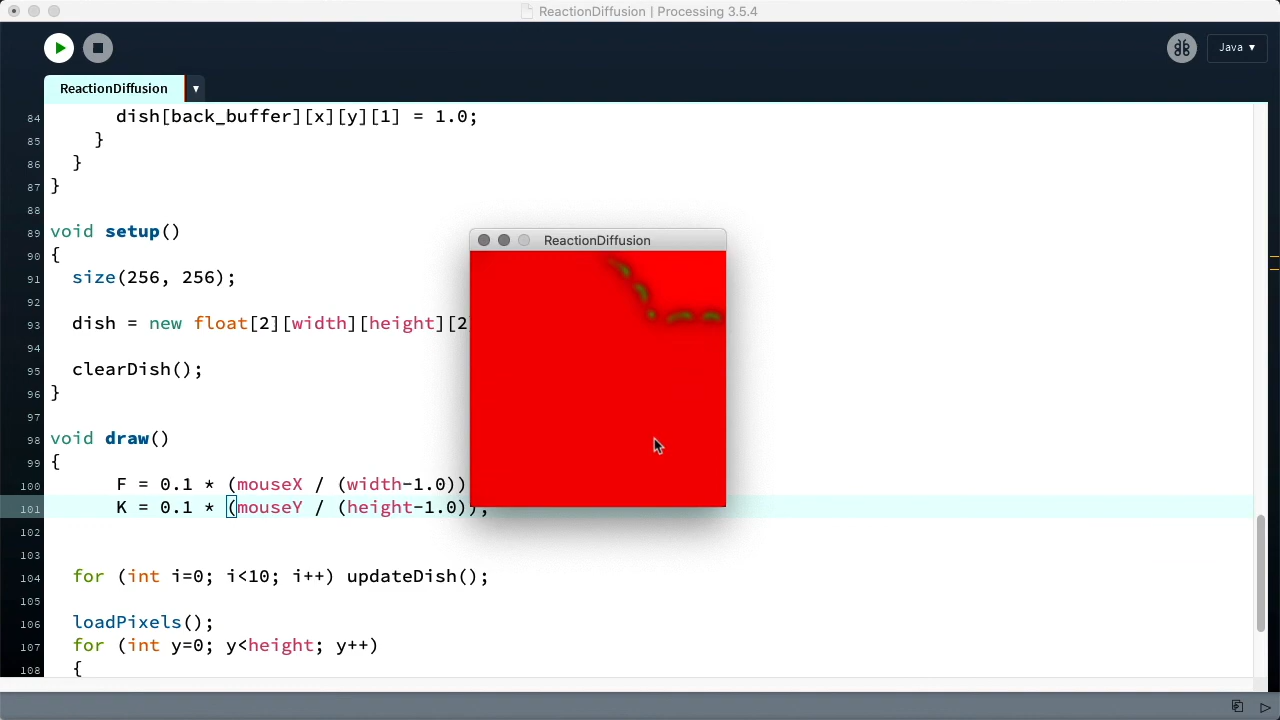 ReactionDiffusion | Processing 3.5.4
Java ▼
ReactionDiffusion ▼
84 dish[back_buffer][x][y][1] = 1.0;
85 }
86 }
87 }
88
89 void setup()
90 {
91 size(256, 256);
92
93 dish = new float[2][width][height][2
94
95 clearDish();
96 }
97
98 void draw()
99 {
100 F = 0.1 * (mouseX / (width-1.0))
101 K = 0.1 * (mouseY / (height-1.0));
102
103
104 for (int i=0; i<10; i++) updateDish();
105
106 loadPixels();
107 for (int y=0; y<height; y++)
108 {
ReactionDiffusion